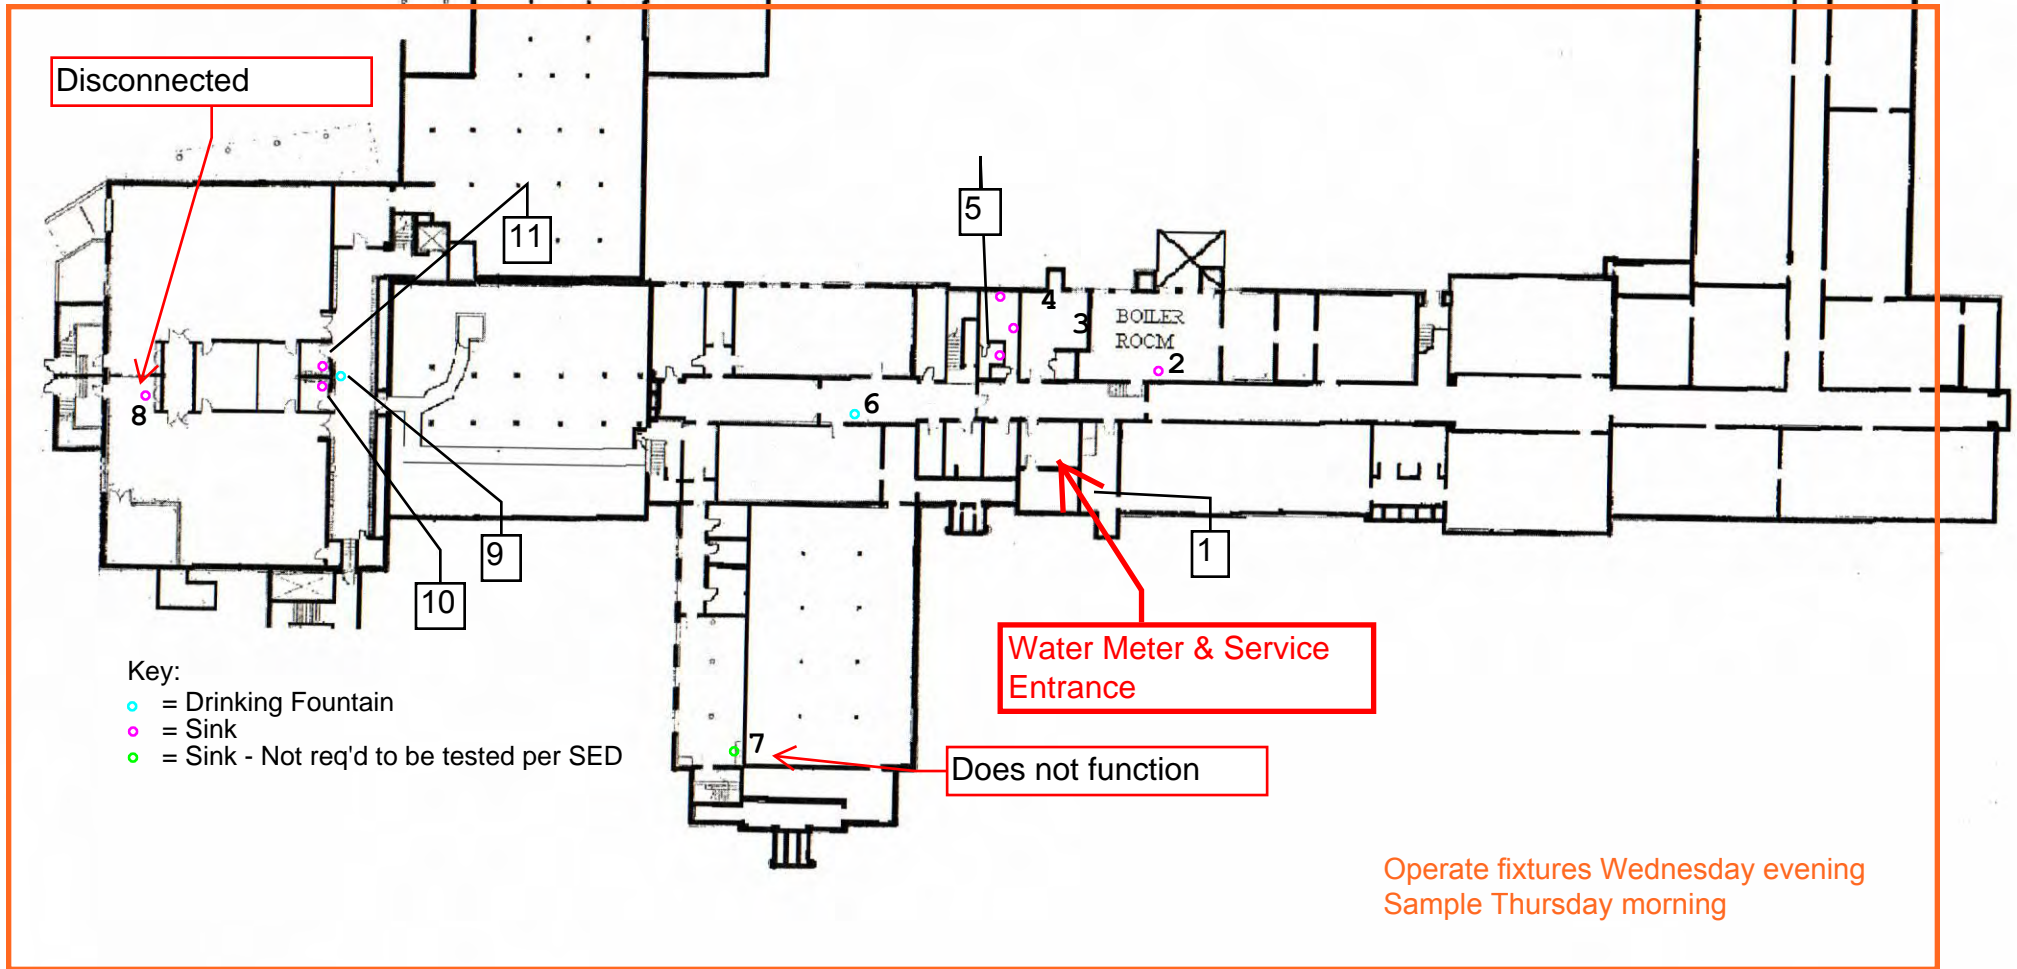 Disconnected
11
5
4
3
BOILER
ROCM
2
6
8
9
10
1
Water Meter & Service
Entrance
Key:
= Drinking Fountain
= Sink
= Sink - Not req'd to be tested per SED
7
Does not function
Operate fixtures Wednesday evening
Sample Thursday morning